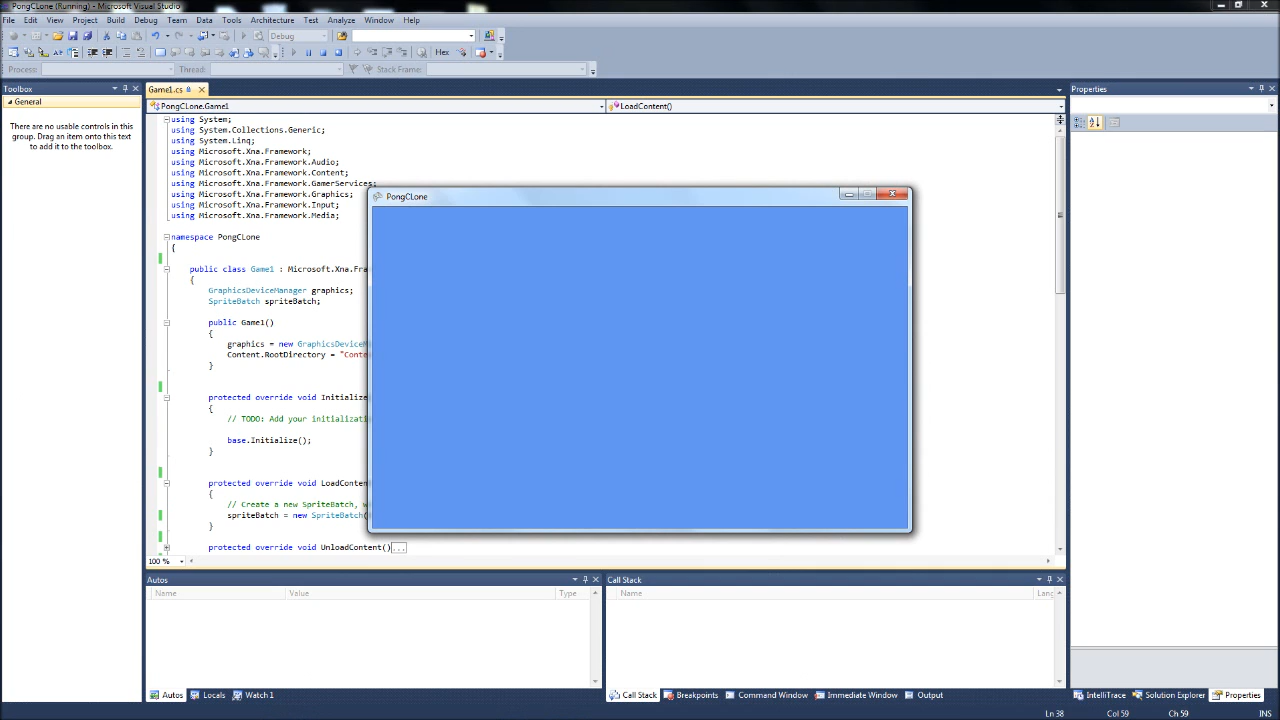 PongCLone (Running) - Microsoft Visual Studio
File Edit View Project Build Debug Team Data Tools Architecture Test Analyze Window Help
Debug
Hex
Process: Thread: Stack Frame:
Toolbox
General
There are no usable controls in this
group. Drag an item onto this text
to add it to the toolbox.
Game1.cs
PongCLone.Game1 LoadContent()
using System;
using System.Collections.Generic;
using System.Linq;
using Microsoft.Xna.Framework;
using Microsoft.Xna.Framework.Audio;
using Microsoft.Xna.Framework.Content;
using Microsoft.Xna.Framework.GamerServices;
using Microsoft.Xna.Framework.Graphics;
using Microsoft.Xna.Framework.Input;
using Microsoft.Xna.Framework.Media;
namespace PongCLone
{
public class Game1 : Microsoft.Xna.Fra
{
GraphicsDeviceManager graphics;
SpriteBatch spriteBatch;
public Game1()
{
graphics = new GraphicsDeviceM
Content.RootDirectory = "Conte
}
protected override void Initialize
{
// TODO: Add your initializati
base.Initialize();
}
protected override void LoadConten
{
// Create a new SpriteBatch, w
spriteBatch = new SpriteBatch(
}
protected override void UnloadContent()...
100 %
PongCLone
Properties
Autos
Name Value Type
Call Stack
Name Lang
Autos Locals Watch 1
Call Stack Breakpoints Command Window Immediate Window Output
IntelliTrace Solution Explorer Properties
Ln 38 Col 59 Ch 59 INS